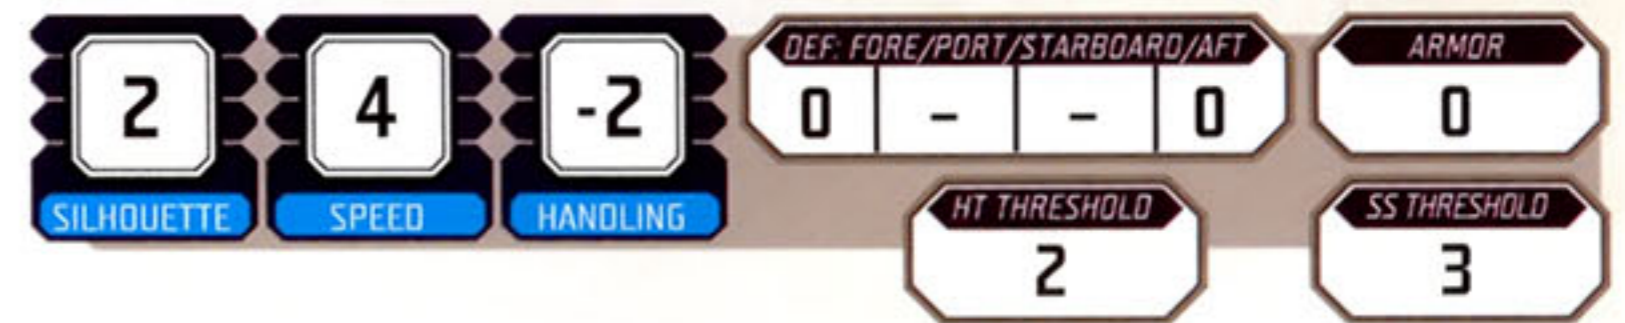 2 4 -2
SILHOUETTE SPEED HANDLING
DEF: FORE/PORT/STARBOARD/AFT
0 – – 0
ARMOR
0
HT THRESHOLD
2
SS THRESHOLD
3